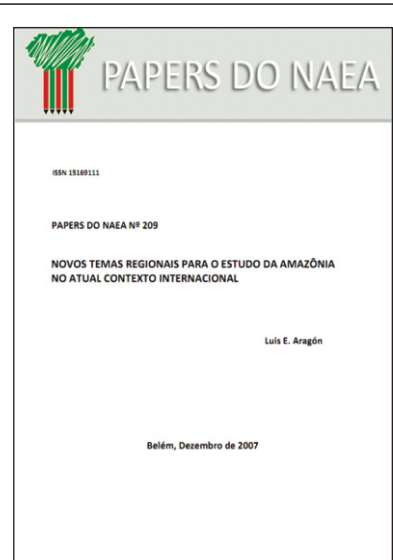 PAPERS DO NAEA
ISSN 15169111
PAPERS DO NAEA Nº 209
NOVOS TEMAS REGIONAIS PARA O ESTUDO DA AMAZÔNIA
NO ATUAL CONTEXTO INTERNACIONAL
Luis E. Aragón
Belém, Dezembro de 2007